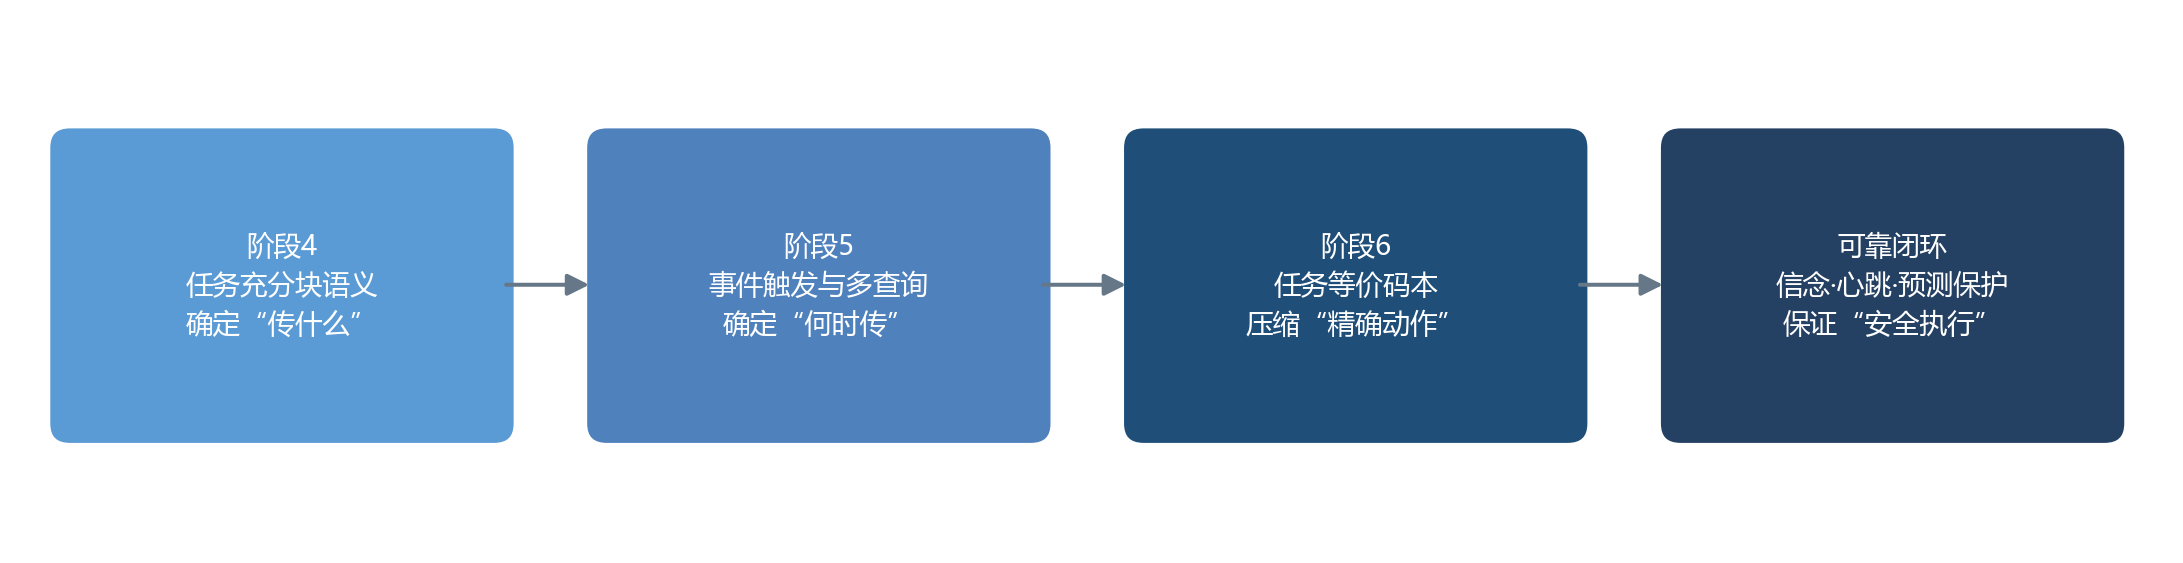 阶段4
任务充分块语义
确定“传什么”
阶段5
事件触发与多查询
确定“何时传”
阶段6
任务等价码本
压缩“精确动作”
可靠闭环
信念·心跳·预测保护
保证“安全执行”